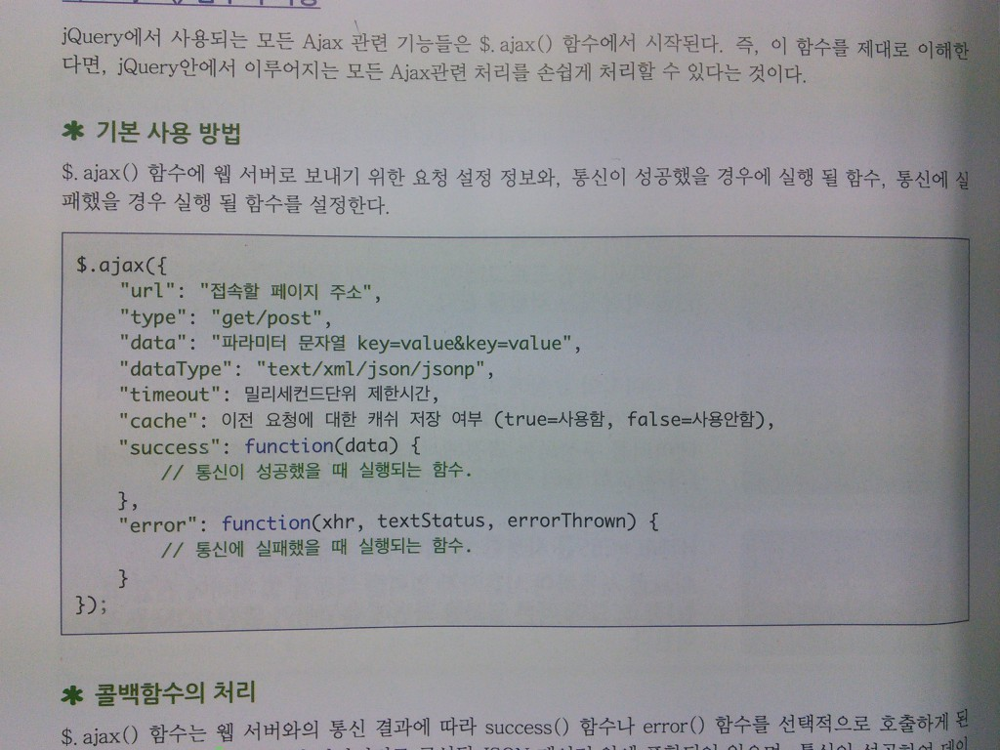 jQuery에서 사용되는 모든 Ajax 관련 기능들은 $. ajax() 함수에서 시작된다. 즉, 이 함수를 제대로 이해한
다면, jQuery안에서 이루어지는 모든 Ajax관련 처리를 손쉽게 처리할 수 있다는 것이다.
✱ 기본 사용 방법
$. ajax() 함수에 웹 서버로 보내기 위한 요청 설정 정보와, 통신이 성공했을 경우에 실행 될 함수, 통신에 실
패했을 경우 실행 될 함수를 설정한다.
$.ajax({
"url": "접속할 페이지 주소",
"type": "get/post",
"data": "파라미터 문자열 key=value&key=value",
"dataType": "text/xml/json/jsonp",
"timeout": 밀리세컨드단위 제한시간,
"cache": 이전 요청에 대한 캐쉬 저장 여부 (true=사용함, false=사용안함),
"success": function(data) {
// 통신이 성공했을 때 실행되는 함수.
},
"error": function(xhr, textStatus, errorThrown) {
// 통신에 실패했을 때 실행되는 함수.
}
});
✱ 콜백함수의 처리
$. ajax() 함수는 웹 서버와의 통신 결과에 따라 success() 함수나 error() 함수를 선택적으로 호출하게 된